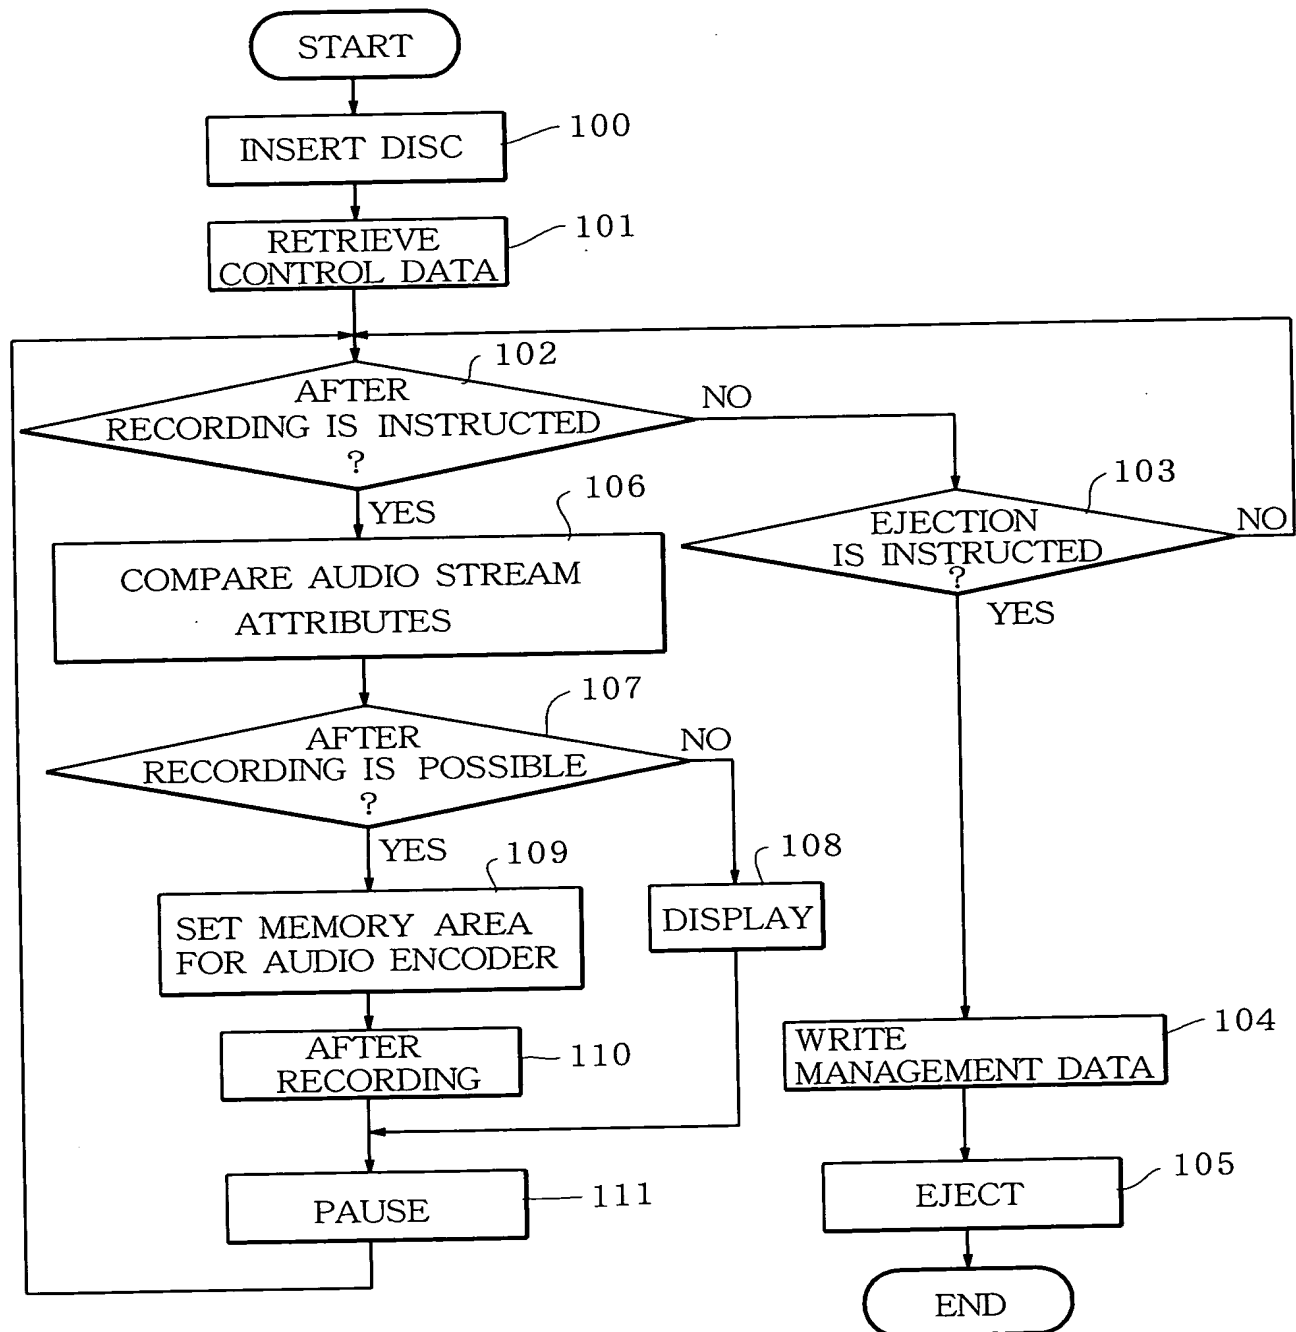 START
INSERT DISC
100
RETRIEVE
CONTROL DATA
101
AFTER
RECORDING IS INSTRUCTED
?
102
NO
YES
EJECTION
IS INSTRUCTED
?
103
NO
YES
106
COMPARE AUDIO STREAM
ATTRIBUTES
107
AFTER
RECORDING IS POSSIBLE
?
NO
YES
109
SET MEMORY AREA
FOR AUDIO ENCODER
108
DISPLAY
AFTER
RECORDING
110
WRITE
MANAGEMENT DATA
104
PAUSE
111
EJECT
105
END